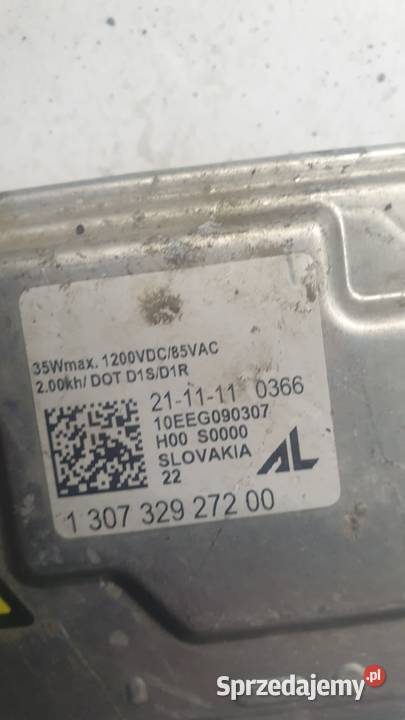 35Wmax. 1200VDC/85VAC
2.00kh/ DOT D1S/D1R
21-11-11 0366
10EEG090307
H00 S0000
SLOVAKIA
22
AL
1 307 329 272 00
Sprzedajemy.pl